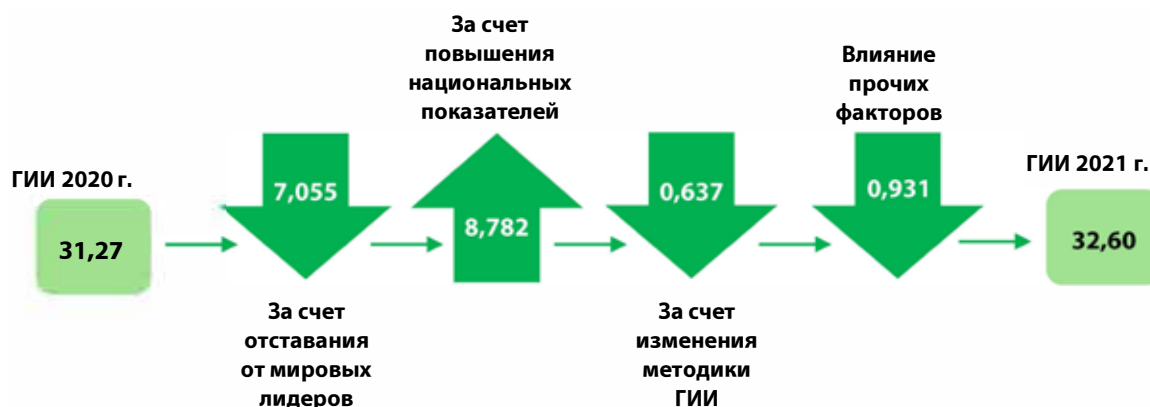 ГИИ 2020 г.
31,27
7,055
За счет
отставания
от мировых
лидеров
За счет
повышения
национальных
показателей
8,782
0,637
За счет
изменения
методики
ГИИ
Влияние
прочих
факторов
0,931
ГИИ 2021 г.
32,60